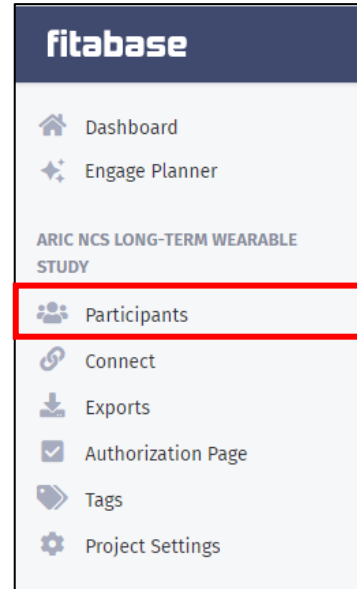 fitabase
Dashboard
Engage Planner
ARIC NCS LONG-TERM WEARABLE
STUDY
Participants
Connect
Exports
Authorization Page
Tags
Project Settings